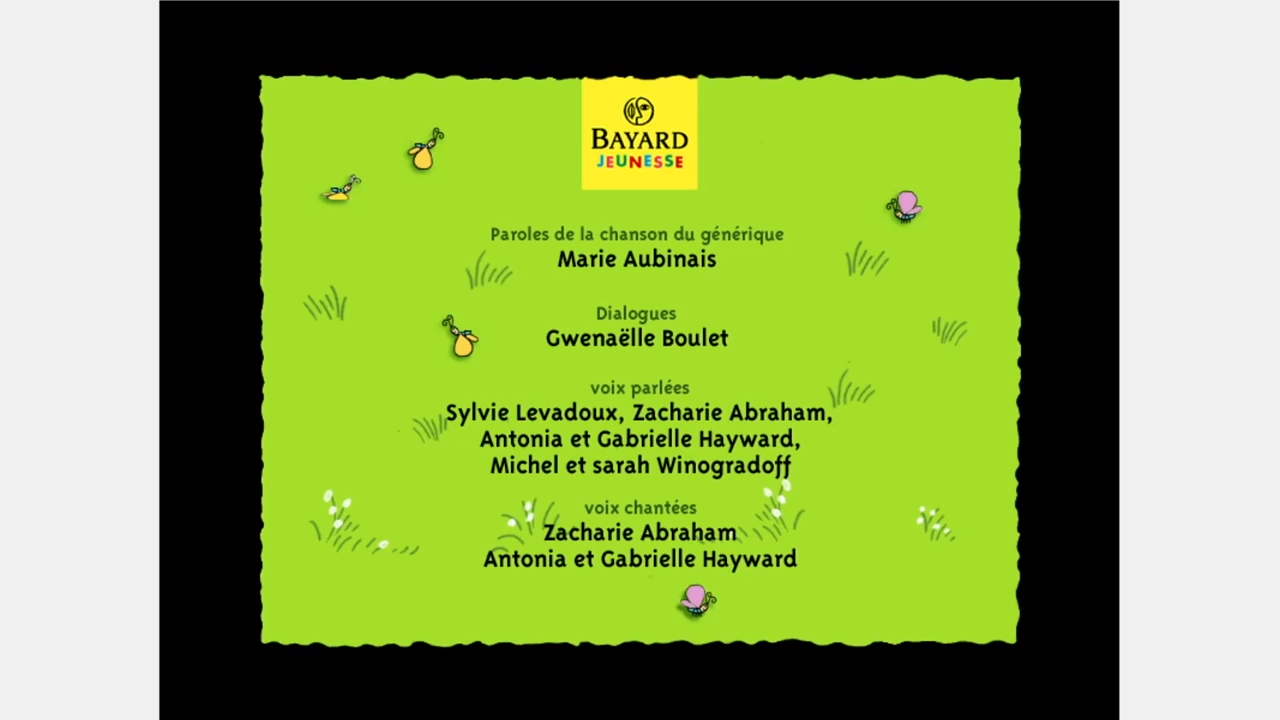 BAYARD
JEUNESSE
Paroles de la chanson du générique
Marie Aubinais
Dialogues
Gwenaëlle Boulet
voix parlées
Sylvie Levadoux, Zacharie Abraham,
Antonia et Gabrielle Hayward,
Michel et sarah Winogradoff
voix chantées
Zacharie Abraham
Antonia et Gabrielle Hayward